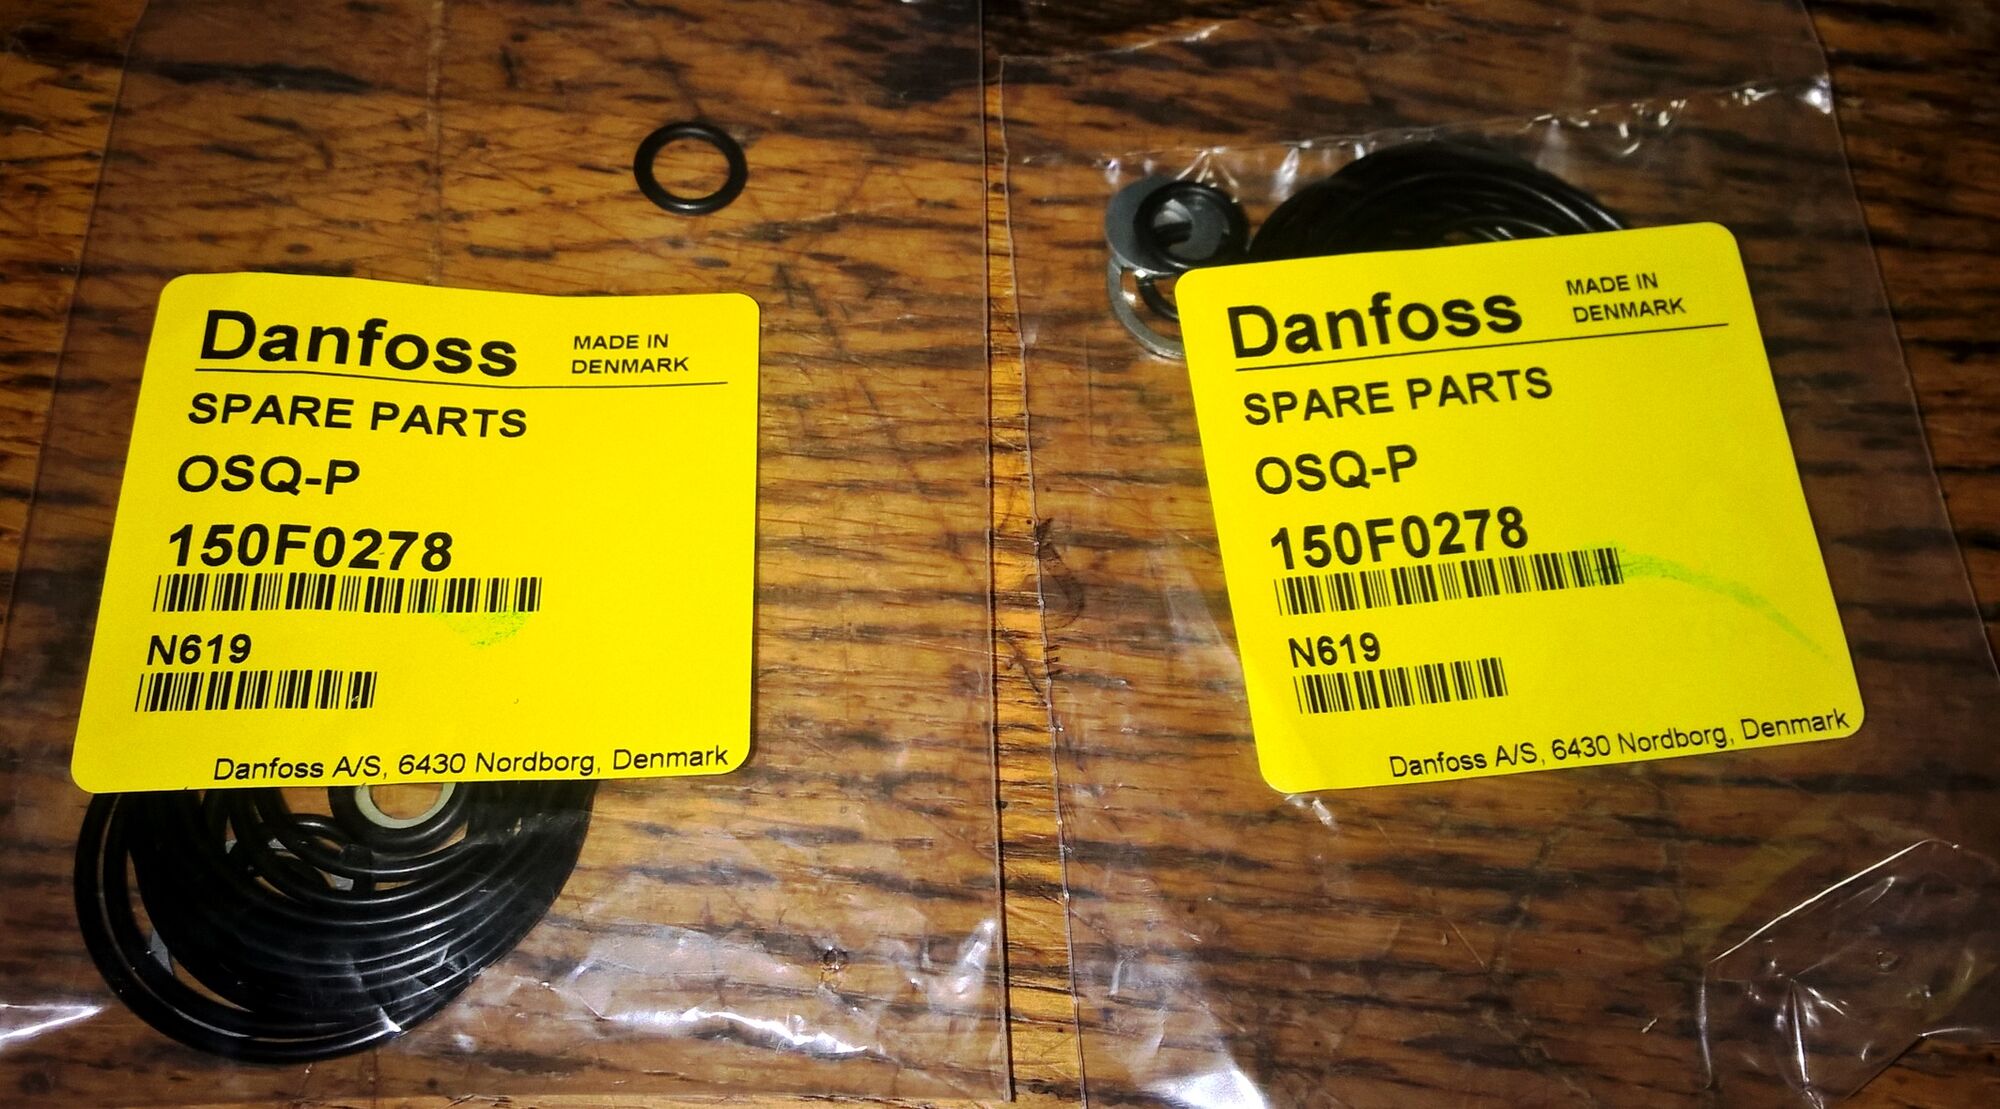 Danfoss
MADE IN
DENMARK
SPARE PARTS
OSQ-P
150F0278
N619
Danfoss A/S, 6430 Nordborg, Denmark
Danfoss
MADE IN
DENMARK
SPARE PARTS
OSQ-P
150F0278
N619
Danfoss A/S, 6430 Nordborg, Denmark